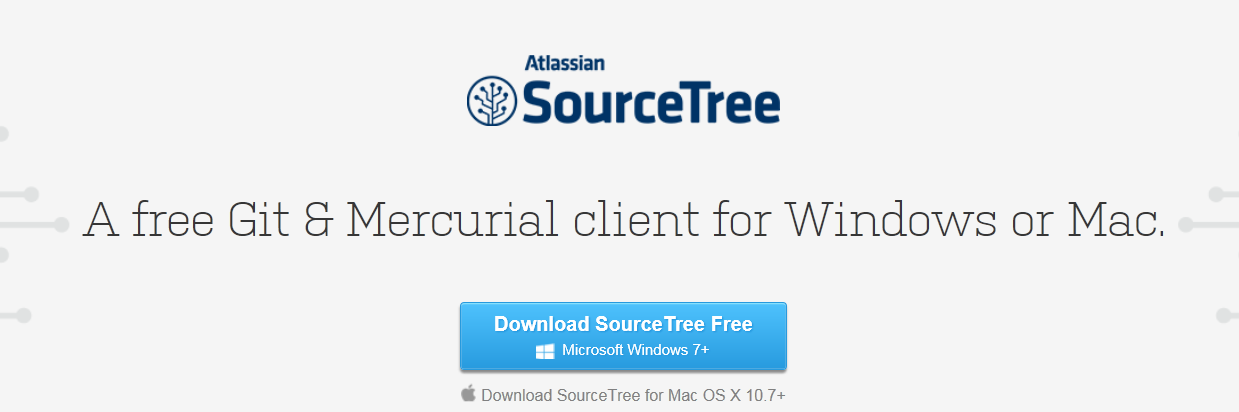 Atlassian
SourceTree
A free Git & Mercurial client for Windows or Mac.
Download SourceTree Free
Microsoft Windows 7+
Download SourceTree for Mac OS X 10.7+